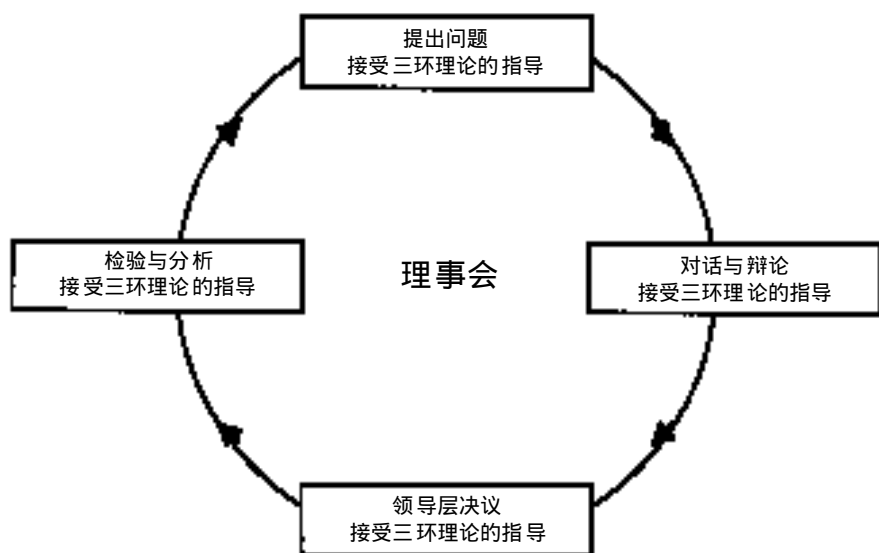 提出问题
接受三环理论的指导
检验与分析
接受三环理论的指导
理事会
对话与辩论
接受三环理论的指导
领导层决议
接受三环理论的指导